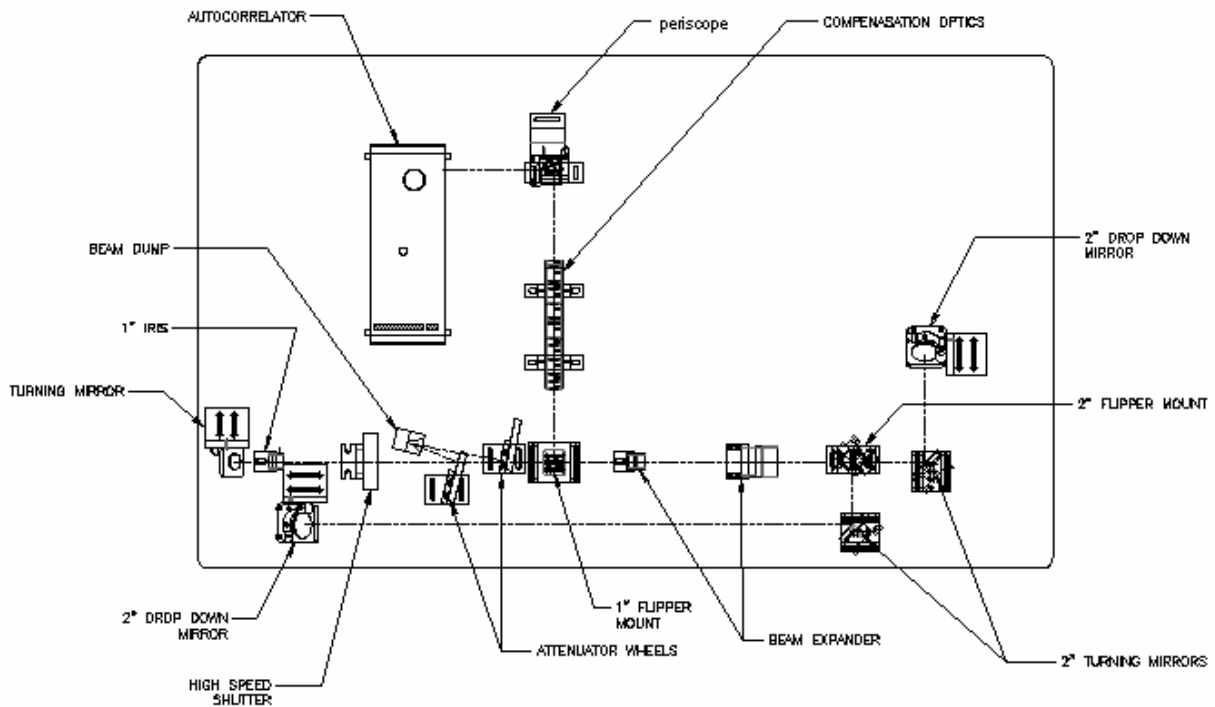 AUTOCORRELATOR
periscope
COMPENASATION OPTICS
BEAM DUMP
2" DROP DOWN
MIRROR
1" IRIS
TURNING MIRROR
2" FLIPPER MOUNT
2" DROP DOWN
MIRROR
1" FLIPPER
MOUNT
BEAM EXPANDER
ATTENUATOR WHEELS
2" TURNING MIRRORS
HIGH SPEED
SHUTTER